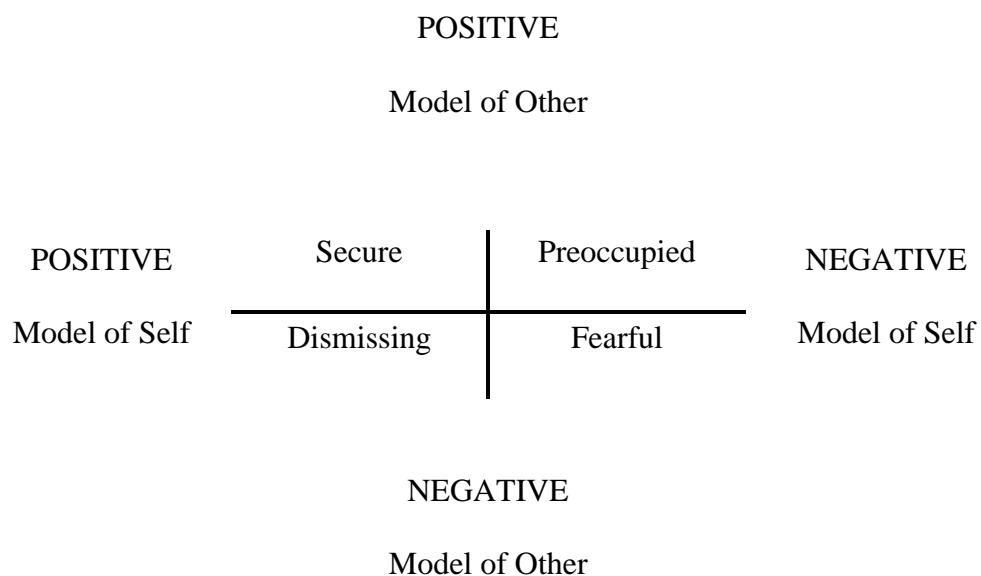 POSITIVE
Model of Other
POSITIVE
Model of Self
Secure
Preoccupied
Dismissing
Fearful
NEGATIVE
Model of Self
NEGATIVE
Model of Other